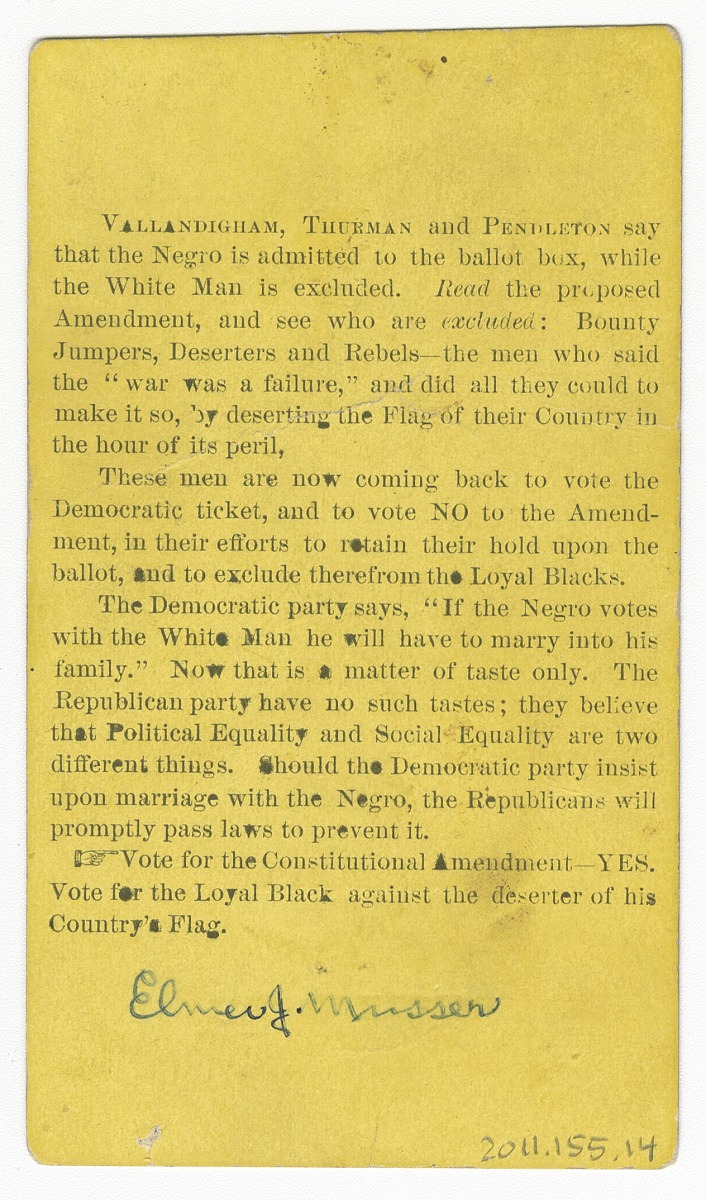 VALLANDIGHAM, THURMAN and PENDLETON say
that the Negro is admitted to the ballot box, while
the White Man is excluded. Read the proposed
Amendment, and see who are excluded: Bounty
Jumpers, Deserters and Rebels—the men who said
the "war was a failure," and did all they could to
make it so, by deserting the Flag of their Country in
the hour of its peril,
These men are now coming back to vote the
Democratic ticket, and to vote NO to the Amend-
ment, in their efforts to retain their hold upon the
ballot, and to exclude therefrom the Loyal Blacks.
The Democratic party says, "If the Negro votes
with the White Man he will have to marry into his
family." Now that is a matter of taste only. The
Republican party have no such tastes; they believe
that Political Equality and Social Equality are two
different things. Should the Democratic party insist
upon marriage with the Negro, the Republicans will
promptly pass laws to prevent it.
☞Vote for the Constitutional Amendment—YES.
Vote for the Loyal Black against the deserter of his
Country's Flag.
Elmer J. Musser
2011.155.14